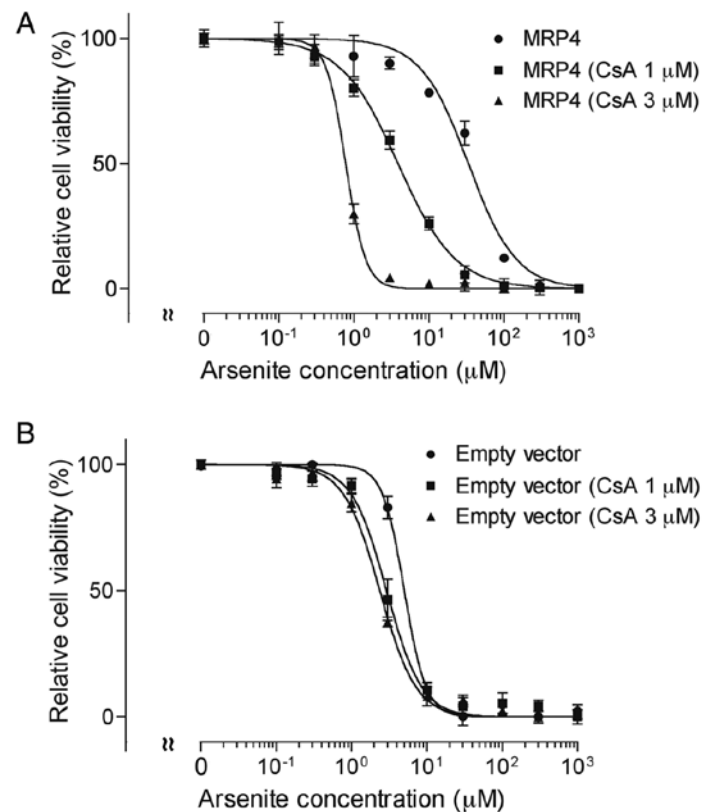 A
Relative cell viability (%)
100
50
0
MRP4
MRP4 (CsA 1 μM)
MRP4 (CsA 3 μM)
0 10⁻¹ 10⁰ 10¹ 10² 10³
Arsenite concentration (μM)
B
Relative cell viability (%)
100
50
0
Empty vector
Empty vector (CsA 1 μM)
Empty vector (CsA 3 μM)
0 10⁻¹ 10⁰ 10¹ 10² 10³
Arsenite concentration (μM)